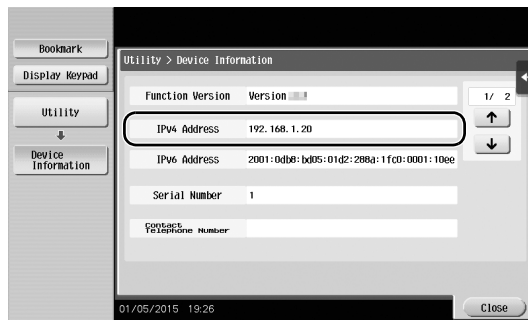 Bookmark
Display Keypad
Utility
Device
Information
Utility > Device Information
Function Version Version
IPv4 Address 192.168.1.20
IPv6 Address 2001:0db8:bd05:01d2:288a:1fc0:0001:10ee
Serial Number 1
Contact
Telephone Number
1/ 2
↑
↓
01/05/2015 19:26
Close